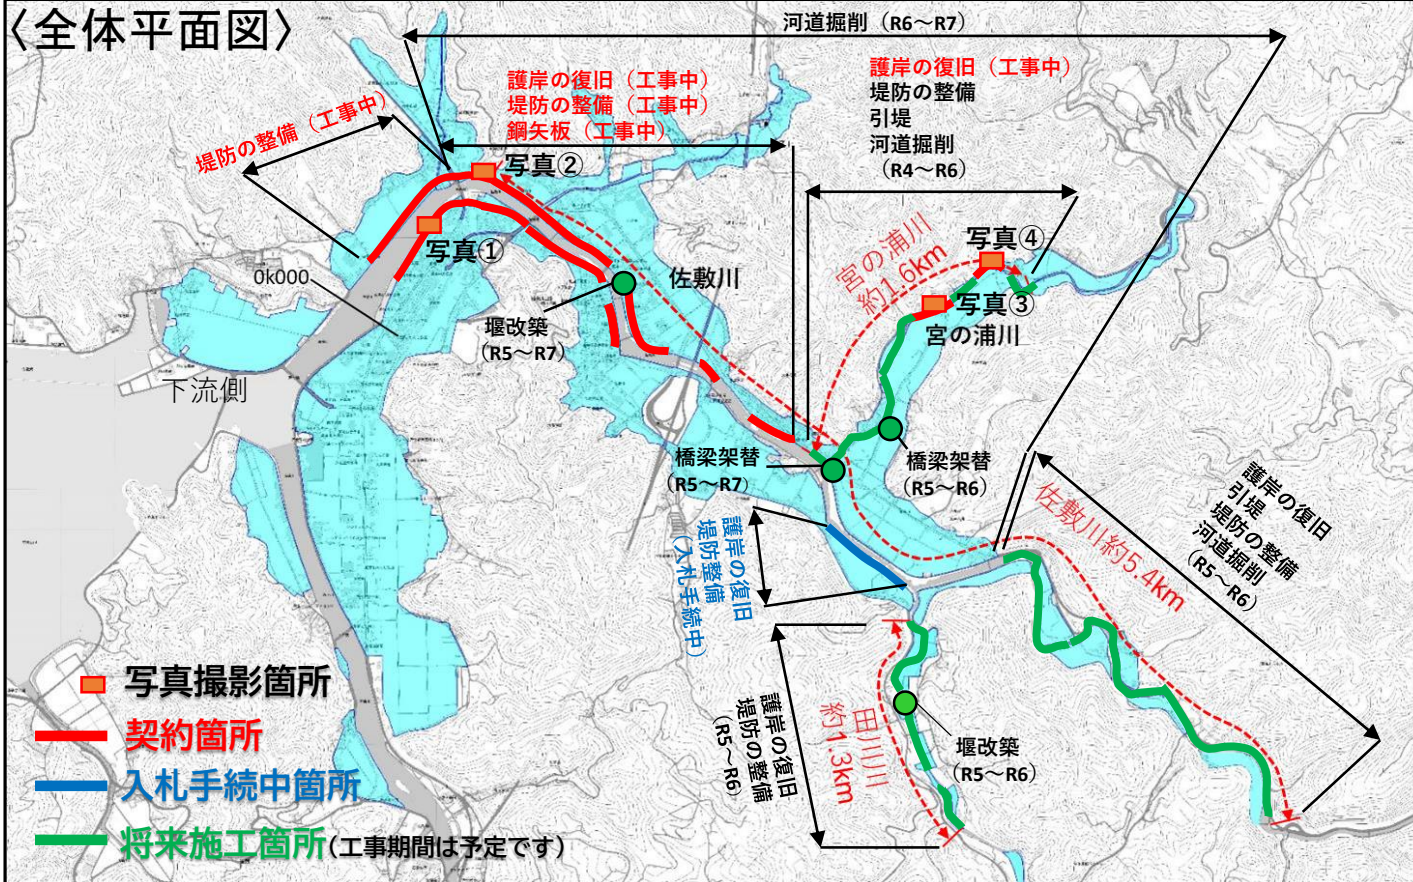 〈全体平面図〉
河道掘削（R6～R7）
護岸の復旧（工事中）
堤防の整備（工事中）
鋼矢板（工事中）
護岸の復旧（工事中）
堤防の整備
引堤
河道掘削
（R4～R6）
堤防の整備（工事中）
写真②
写真①
0k000
佐敷川
堰改築
（R5～R7）
下流側
宮の浦川
約1.6km
写真④
写真③
宮の浦川
橋梁架替
（R5～R7）
橋梁架替
（R5～R6）
護岸の復旧
堤防整備
（入札手続中）
佐敷川約5.4km
護岸の復旧
引堤
堤防の整備
河道掘削
（R5～R6）
護岸の復旧
堤防の整備
（R5～R6）
田川川
約1.3km
堰改築
（R5～R6）
写真撮影箇所
契約箇所
入札手続中箇所
将来施工箇所（工事期間は予定です）